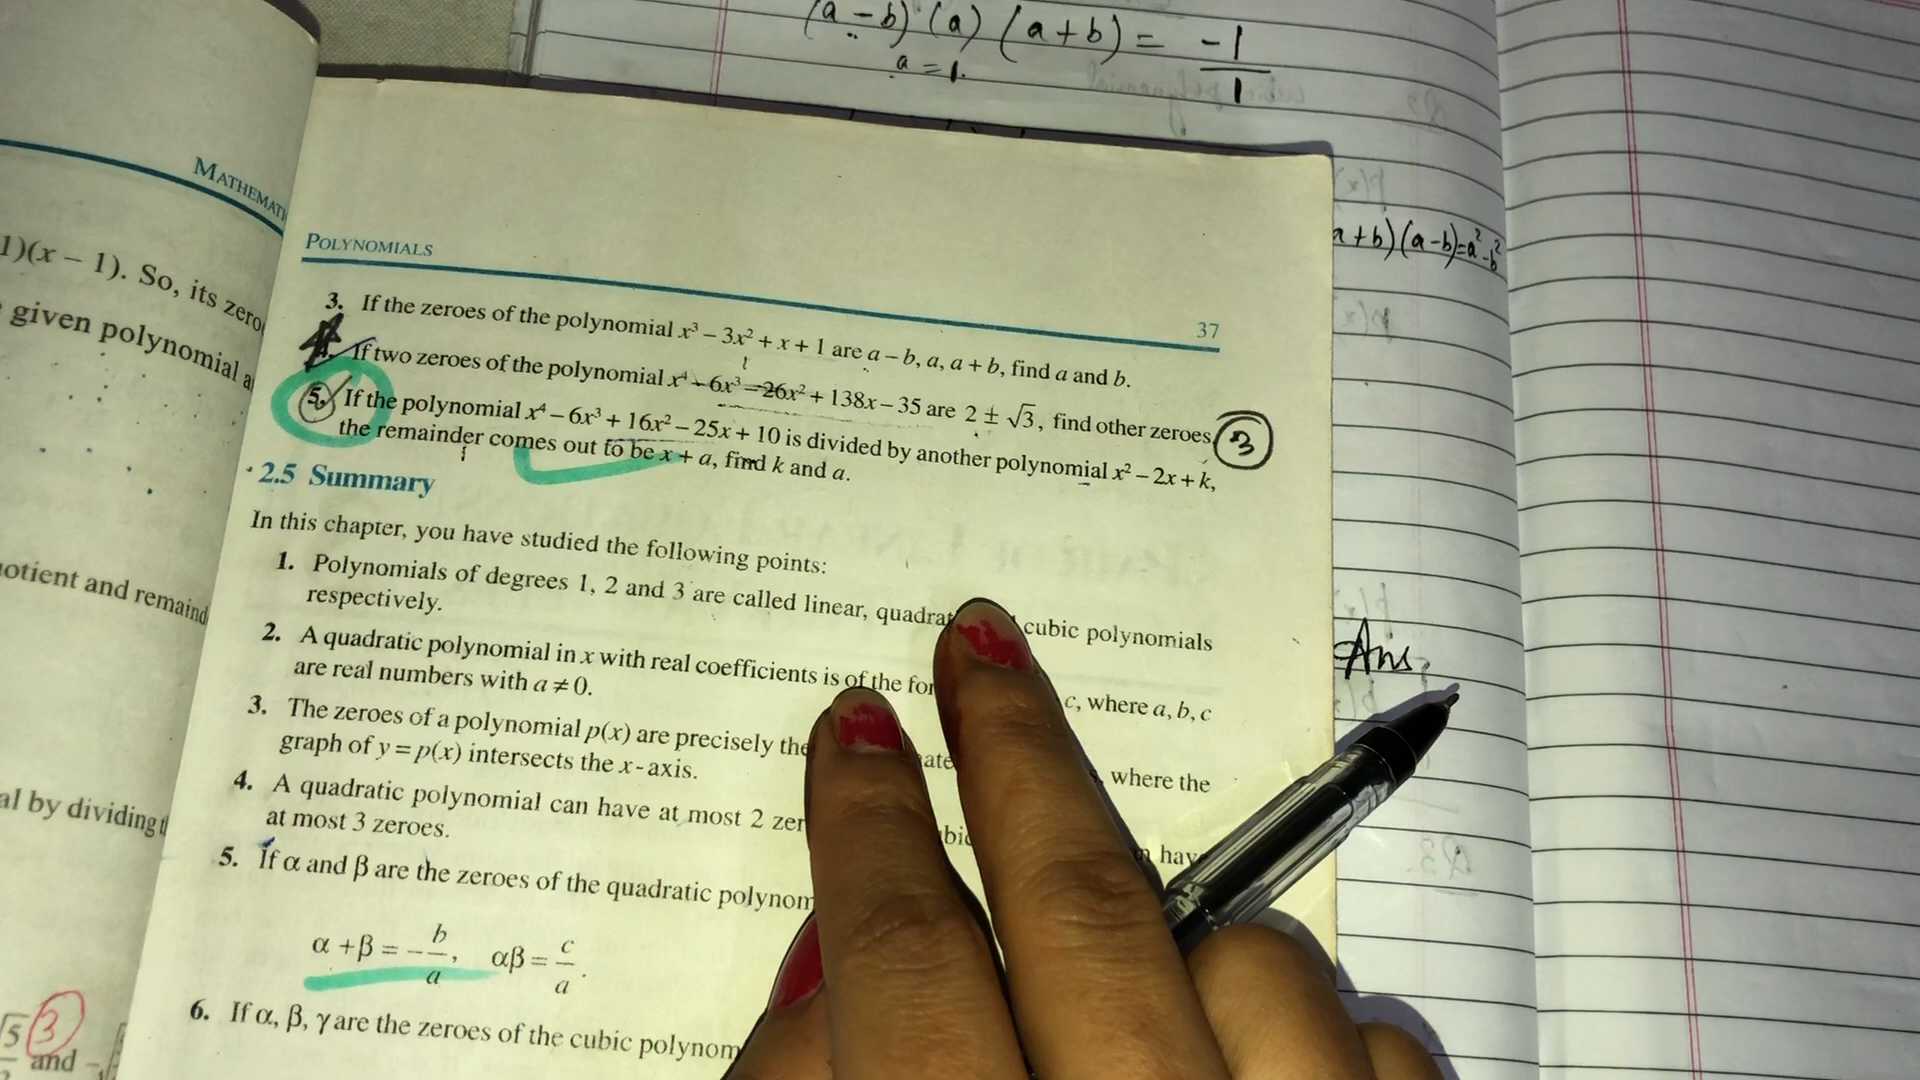 (a – b) (a) (a + b) = -1/1
a = 1.
MATHEMATI
1)(x – 1). So, its zero
given polynomial a
otient and remaind
al by dividing t
and
3
POLYNOMIALS
37
3. If the zeroes of the polynomial x³ – 3x² + x + 1 are a – b, a, a + b, find a and b.
4. If two zeroes of the polynomial x⁴ – 6x³ – 26x² + 138x – 35 are 2 ± √3, find other zeroes.
3
5. If the polynomial x⁴ – 6x³ + 16x² – 25x + 10 is divided by another polynomial x² – 2x + k,
the remainder comes out to be x + a, find k and a.
2.5 Summary
In this chapter, you have studied the following points:
1. Polynomials of degrees 1, 2 and 3 are called linear, quadrat cubic polynomials
respectively.
2. A quadratic polynomial in x with real coefficients is of the for c, where a, b, c
are real numbers with a ≠ 0.
3. The zeroes of a polynomial p(x) are precisely the where the
graph of y = p(x) intersects the x-axis.
4. A quadratic polynomial can have at most 2 zer have
at most 3 zeroes.
5. If α and β are the zeroes of the quadratic polynom
α + β = –b/a, αβ = c/a.
6. If α, β, γ are the zeroes of the cubic polynom
a + b) (a – b) = a² – b²
Ans.